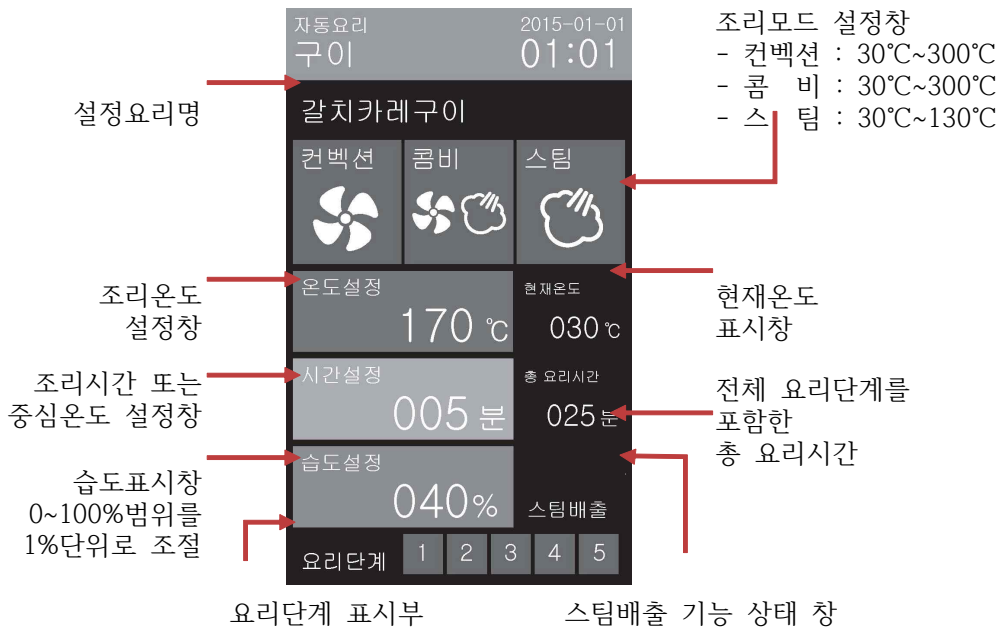 자동요리
구이
2015-01-01
01:01
갈치카레구이
컨벡션
콤비
스팀
온도설정
170 ℃
현재온도
030 ℃
시간설정
005 분
총 요리시간
025 분
습도설정
040%
스팀배출
요리단계 1 2 3 4 5
설정요리명
조리온도
설정창
조리시간 또는
중심온도 설정창
습도표시창
0~100%범위를
1%단위로 조절
요리단계 표시부
조리모드 설정창
- 컨벡션 : 30℃~300℃
- 콤 비 : 30℃~300℃
- 스 팀 : 30℃~130℃
현재온도
표시창
전체 요리단계를
포함한
총 요리시간
스팀배출 기능 상태 창